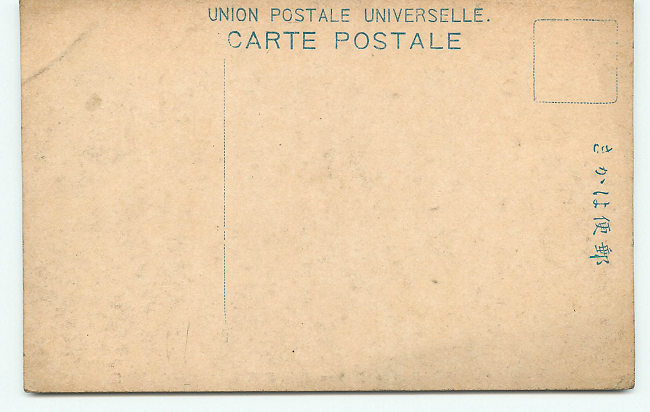 UNION POSTALE UNIVERSELLE.
CARTE POSTALE
郵便はかき